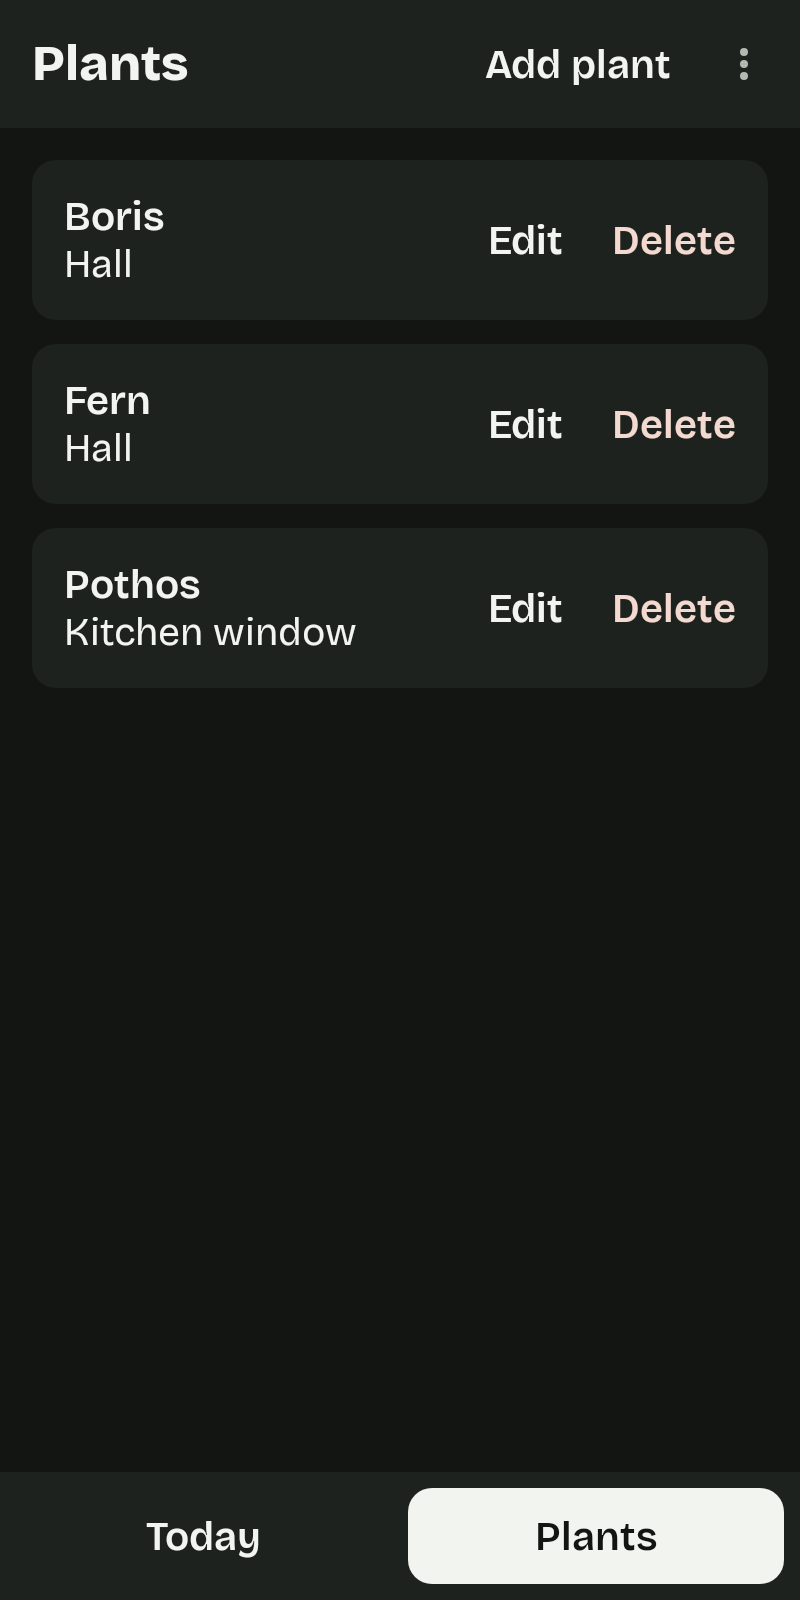 Plants
Add plant
Boris
Hall
Edit
Delete
Fern
Hall
Edit
Delete
Pothos
Kitchen window
Edit
Delete
Today
Plants